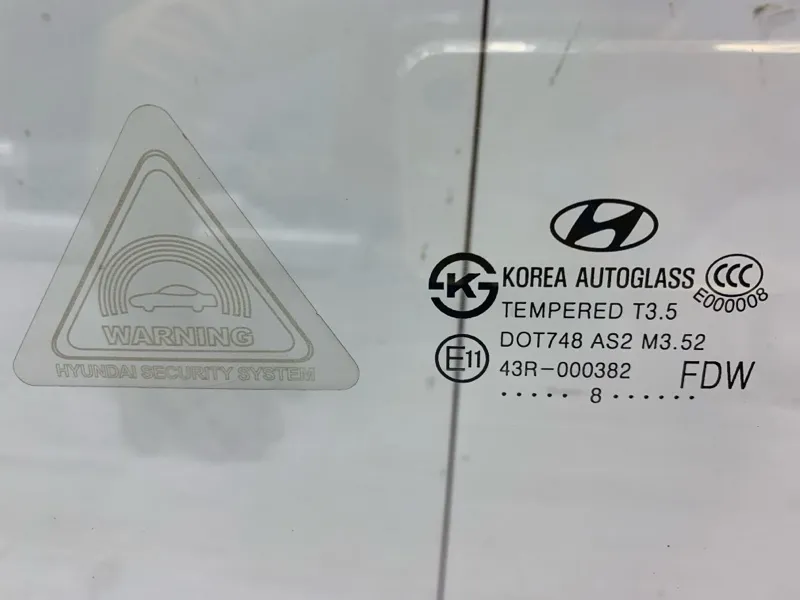 WARNING
HYUNDAI SECURITY SYSTEM
H
K S
KOREA AUTOGLASS
CCC
E000008
TEMPERED T3.5
DOT748 AS2 M3.52
E11
43R-000382
FDW
..... 8 ......